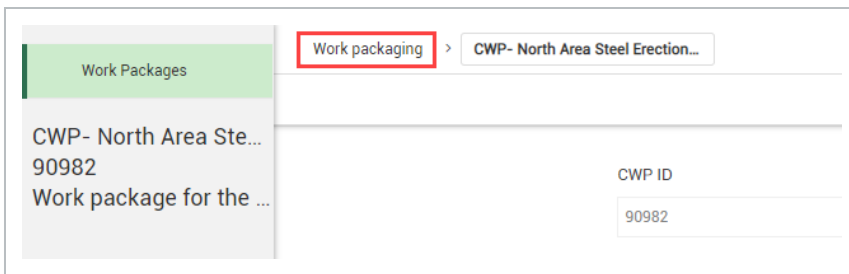 Work packaging > CWP- North Area Steel Erection...
Work Packages
CWP- North Area Ste...
90982
Work package for the ...
CWP ID
90982